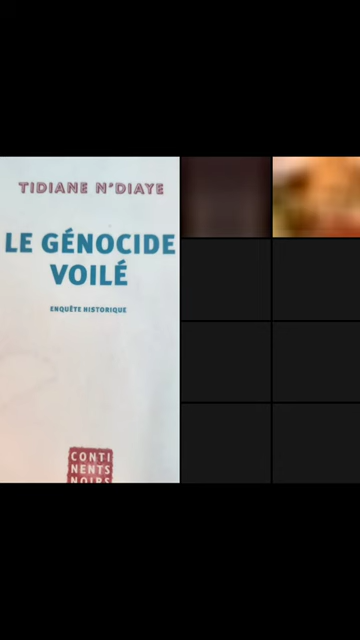 TIDIANE N'DIAYE
LE GÉNOCIDE
VOILÉ
ENQUÊTE HISTORIQUE
CONTI
NENTS
NOIRS